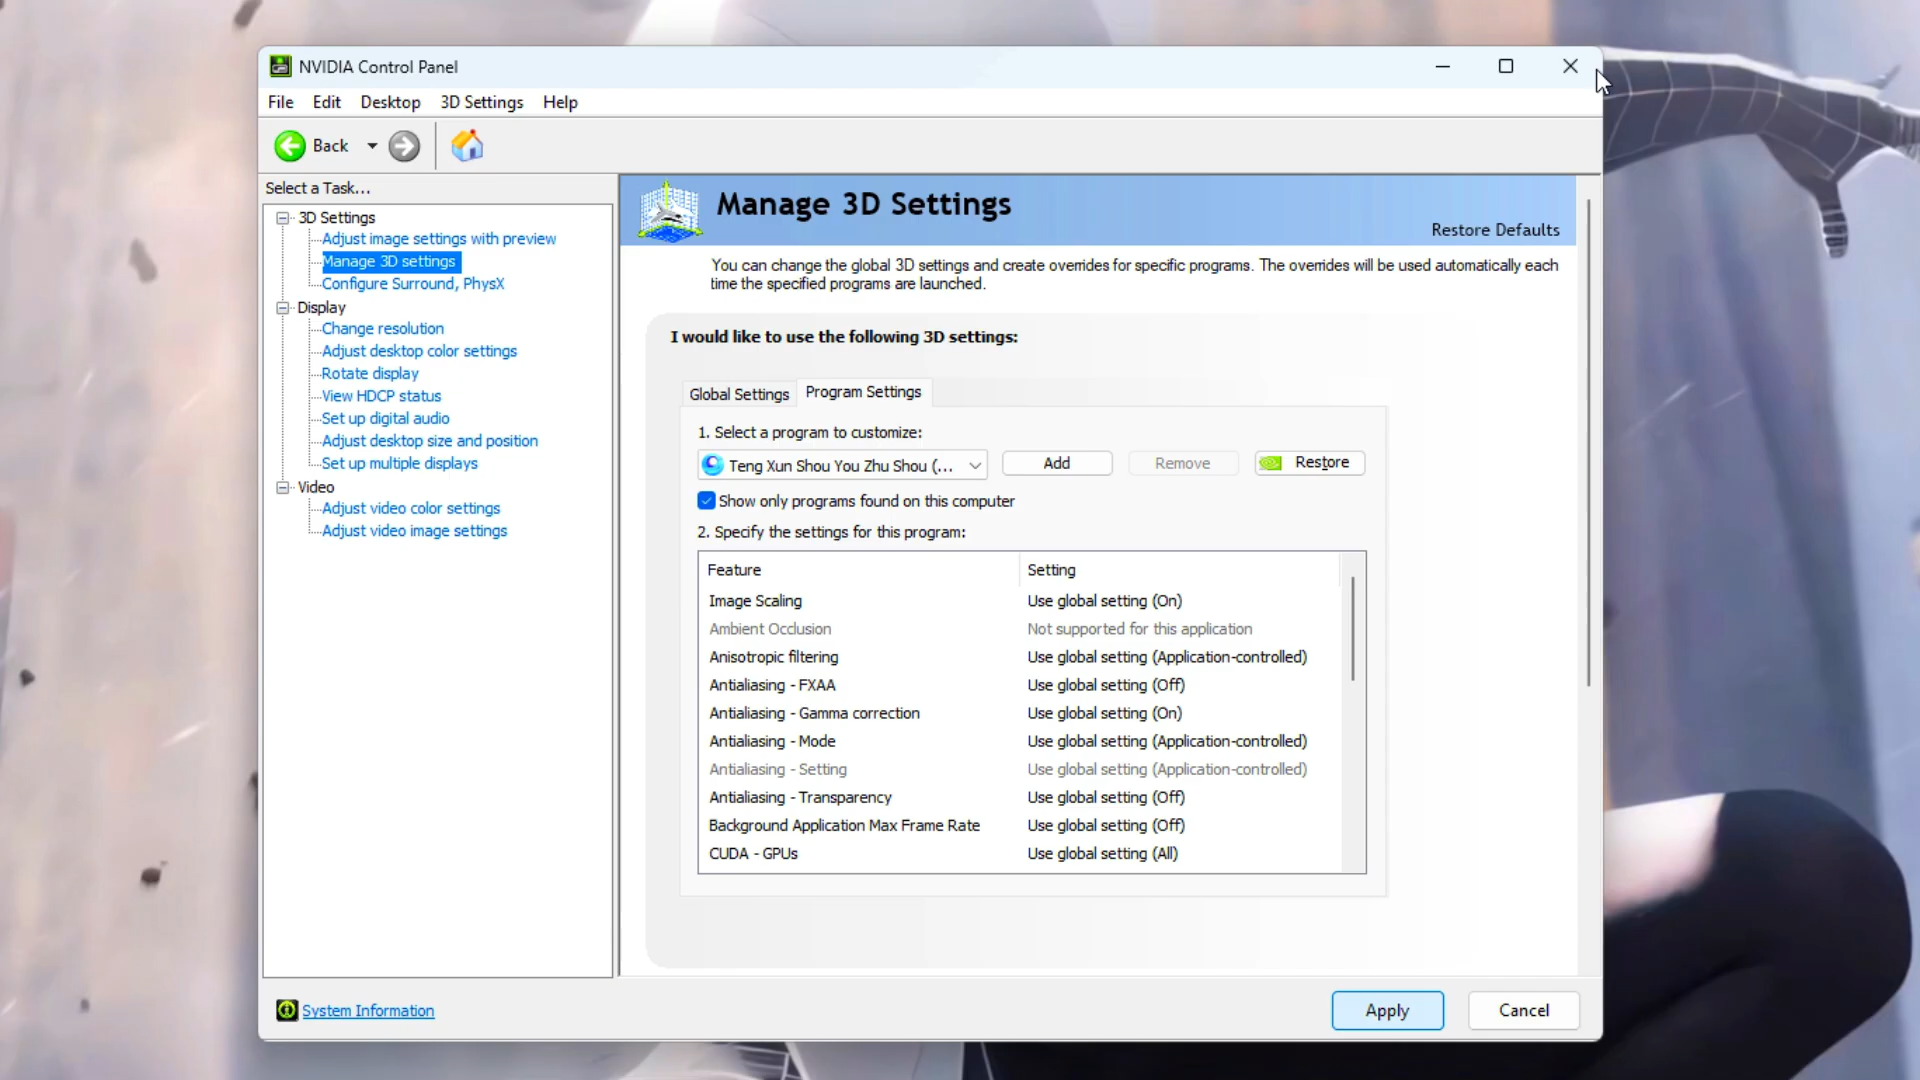 NVIDIA Control Panel
File Edit Desktop 3D Settings Help
Back
Select a Task...
3D Settings
Adjust image settings with preview
Manage 3D settings
Configure Surround, PhysX
Display
Change resolution
Adjust desktop color settings
Rotate display
View HDCP status
Set up digital audio
Adjust desktop size and position
Set up multiple displays
Video
Adjust video color settings
Adjust video image settings
System Information
Manage 3D Settings
Restore Defaults
You can change the global 3D settings and create overrides for specific programs. The overrides will be used automatically each
time the specified programs are launched.
I would like to use the following 3D settings:
Global Settings Program Settings
1. Select a program to customize:
Teng Xun Shou You Zhu Shou (... Add Remove Restore
Show only programs found on this computer
2. Specify the settings for this program:
Feature Setting
Image Scaling Use global setting (On)
Ambient Occlusion Not supported for this application
Anisotropic filtering Use global setting (Application-controlled)
Antialiasing - FXAA Use global setting (Off)
Antialiasing - Gamma correction Use global setting (On)
Antialiasing - Mode Use global setting (Application-controlled)
Antialiasing - Setting Use global setting (Application-controlled)
Antialiasing - Transparency Use global setting (Off)
Background Application Max Frame Rate Use global setting (Off)
CUDA - GPUs Use global setting (All)
Apply Cancel